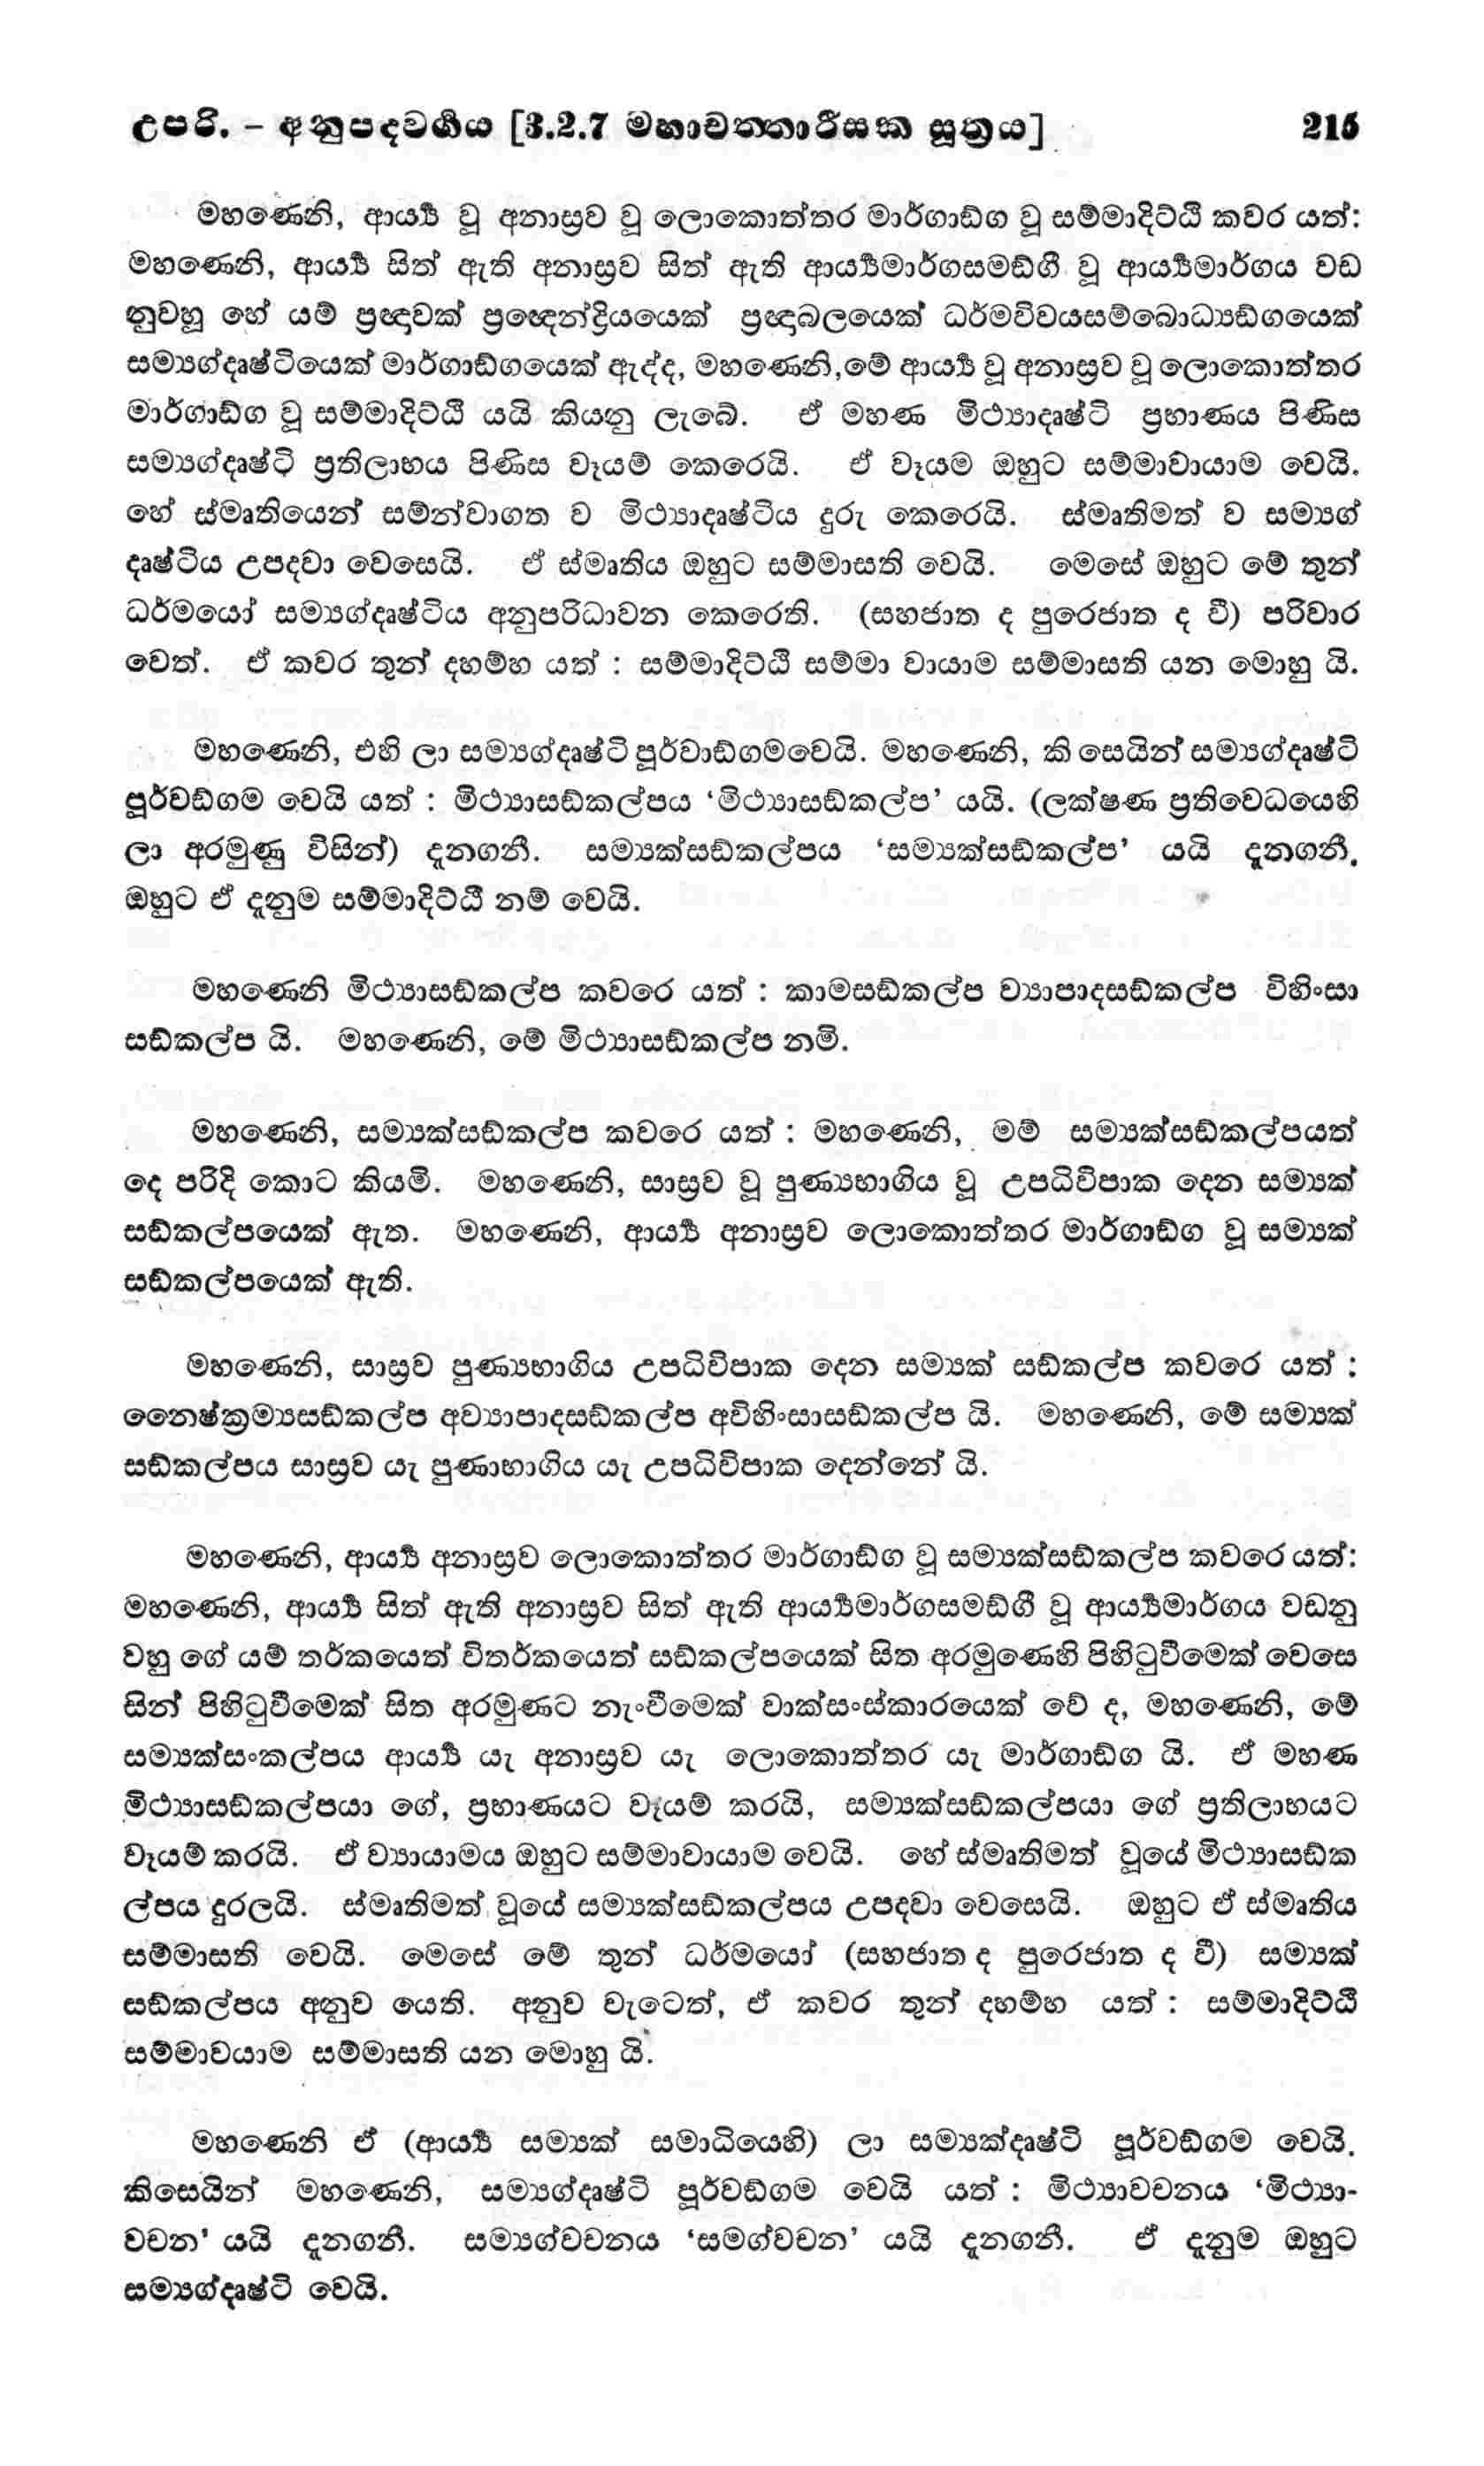 උපරි. – අනුපදවර්‍ගය [3.2.7 මහාචත්තාරීසක සූත්‍රය] 215
මහණෙනි, ආර්‍ය්‍ය වූ අනාස්‍රව වූ ලොකොත්තර මාර්ගාඞ්ග වූ සම්මාදිට්ඨි කවර යත්:
මහණෙනි, ආර්‍ය්‍ය සිත් ඇති අනාස්‍රව සිත් ඇති ආර්‍ය්‍යමාර්ගසමඞ්ගී වූ ආර්‍ය්‍යමාර්ගය වඩ
නුවහූ හේ යම් ප්‍රඥාවක් ප්‍රඥෙන්ද්‍රියයෙක් ප්‍රඥාබලයෙක් ධර්මවිචයසම්බොධ්‍යඞ්ගයෙක්
සම්‍යග්දෘෂ්ටියෙක් මාර්ගාඞ්ගයෙක් ඇද්ද, මහණෙනි,මේ ආර්‍ය්‍ය වූ අනාස්‍රව වූ ලොකොත්තර
මාර්ගාඞ්ග වූ සම්මාදිට්ඨි යයි කියනු ලැබේ. ඒ මහණ මිථ්‍යාදෘෂ්ටි ප්‍රහාණය පිණිස
සම්‍යග්දෘෂ්ටි ප්‍රතිලාභය පිණිස වෑයම් කෙරෙයි. ඒ වෑයම ඔහුට සම්මාවායාම වෙයි.
හේ ස්මෘතියෙන් සම්න්වාගත ව මිථ්‍යාදෘෂ්ටිය දුරු කෙරෙයි. ස්මෘතිමත් ව සම්‍යග්
දෘෂ්ටිය උපදවා වෙසෙයි. ඒ ස්මෘතිය ඔහුට සම්මාසති වෙයි. මෙසේ ඔහුට මේ තුන්
ධර්මයෝ සම්‍යග්දෘෂ්ටිය අනුපරිධාවන කෙරෙති. (සහජාත ද පුරෙජාත ද වී) පරිවාර
වෙත්. ඒ කවර තුන් දහම්හ යත් : සම්මාදිට්ඨි සම්මා වායාම සම්මාසති යන මොහු යි.
මහණෙනි, එහි ලා සම්‍යග්දෘෂ්ටි පූර්වාඞ්ගමවෙයි. මහණෙනි, කි සෙයින් සම්‍යග්දෘෂ්ටි
පූර්වඞ්ගම වෙයි යත් : මිථ්‍යාසඞ්කල්පය ‘මිථ්‍යාසඞ්කල්ප’ යයි. (ලක්ෂණ ප්‍රතිවෙධයෙහි
ලා අරමුණු විසින්) දැනගනී. සම්‍යක්සඞ්කල්පය ‘සම්‍යක්සඞ්කල්ප’ යයි දැනගනී.
ඔහුට ඒ දැනුම සම්මාදිට්ඨි නම් වෙයි.
මහණෙනි මිථ්‍යාසඞ්කල්ප කවරෙ යත් : කාමසඞ්කල්ප ව්‍යාපාදසඞ්කල්ප විහිංසා
සඞ්කල්ප යි. මහණෙනි, මේ මිථ්‍යාසඞ්කල්ප නමි.
මහණෙනි, සම්‍යක්සඞ්කල්ප කවරෙ යත් : මහණෙනි, මම් සම්‍යක්සඞ්කල්පයත්
දෙ පරිදි කොට කියමි. මහණෙනි, සාස්‍රව වූ පුණ්‍යභාගිය වූ උපධිවිපාක දෙන සම්‍යක්
සඞ්කල්පයෙක් ඇත. මහණෙනි, ආර්‍ය්‍ය අනාස්‍රව ලොකොත්තර මාර්ගාඞ්ග වූ සම්‍යක්
සඞ්කල්පයෙක් ඇති.
මහණෙනි, සාස්‍රව පුණ්‍යභාගිය උපධිවිපාක දෙන සම්‍යක් සඞ්කල්ප කවරෙ යත් :
නෛෂ්ක්‍රම්‍යසඞ්කල්ප අව්‍යාපාදසඞ්කල්ප අවිහිංසාසඞ්කල්ප යි. මහණෙනි, මේ සම්‍යක්
සඞ්කල්පය සාස්‍රව යැ පුණාභාගිය යැ උපධිවිපාක දෙන්නේ යි.
මහණෙනි, ආර්‍ය්‍ය අනාස්‍රව ලොකොත්තර මාර්ගාඞ්ග වූ සම්‍යක්සඞ්කල්ප කවරෙ යත්:
මහණෙනි, ආර්‍ය්‍ය සිත් ඇති අනාස්‍රව සිත් ඇති ආර්‍ය්‍යමාර්ගසමඞ්ගී වූ ආර්‍ය්‍යමාර්ගය වඩනු
වහු ගේ යම් තර්කයෙත් විතර්කයෙත් සඞ්කල්පයෙක් සිත අරමුණෙහි පිහිටුවීමෙක් වෙසෙ
සින් පිහිටුවීමෙක් සිත අරමුණට නැංවීමෙක් වාක්සංස්කාරයෙක් වේ ද, මහණෙනි, මේ
සම්‍යක්සංකල්පය ආර්‍ය්‍ය යැ අනාස්‍රව යැ ලොකොත්තර යැ මාර්ගාඞ්ග යි. ඒ මහණ
මිථ්‍යාසඞ්කල්පයා ගේ, ප්‍රහාණයට වෑයම් කරයි, සම්‍යක්සඞ්කල්පයා ගේ ප්‍රතිලාභයට
වෑයම් කරයි. ඒ ව්‍යායාමය ඔහුට සම්මාවායාම වෙයි. හේ ස්මෘතිමත් වූයේ මිථ්‍යාසඞ්ක
ල්පය දුරලයි. ස්මෘතිමත් වූයේ සම්‍යක්සඞ්කල්පය උපදවා වෙසෙයි. ඔහුට ඒ ස්මෘතිය
සම්මාසති වෙයි. මෙසේ මේ තුන් ධර්මයෝ (සහජාත ද පුරෙජාත ද වී) සම්‍යක්
සඞ්කල්පය අනුව යෙති. අනුව වැටෙත්, ඒ කවර තුන් දහම්හ යත් : සම්මාදිට්ඨි
සම්මාවයාම සම්මාසති යන මොහු යි.
මහණෙනි ඒ (ආර්‍ය්‍ය සම්‍යක් සමාධියෙහි) ලා සම්‍යක්දෘෂ්ටි පූර්වඞ්ගම වෙයි.
කිසෙයින් මහණෙනි, සම්‍යග්දෘෂ්ටි පූර්වඞ්ගම වෙයි යත් : මිථ්‍යාවචනය ‘මිථ්‍යා-
වචන’ යයි දැනගනී. සම්‍යග්වචනය ‘සමග්වචන’ යයි දැනගනී. ඒ දැනුම ඔහුට
සම්‍යග්දෘෂ්ටි වෙයි.